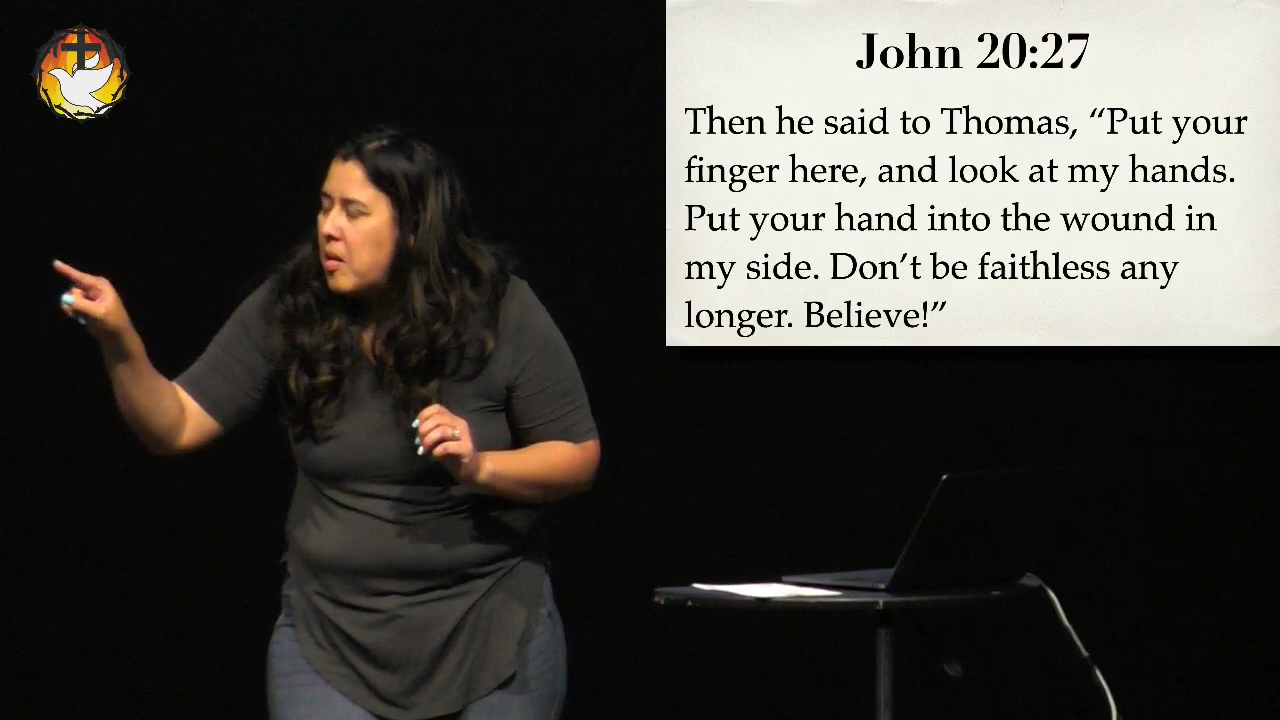 John 20:27
Then he said to Thomas, “Put your
finger here, and look at my hands.
Put your hand into the wound in
my side. Don’t be faithless any
longer. Believe!”